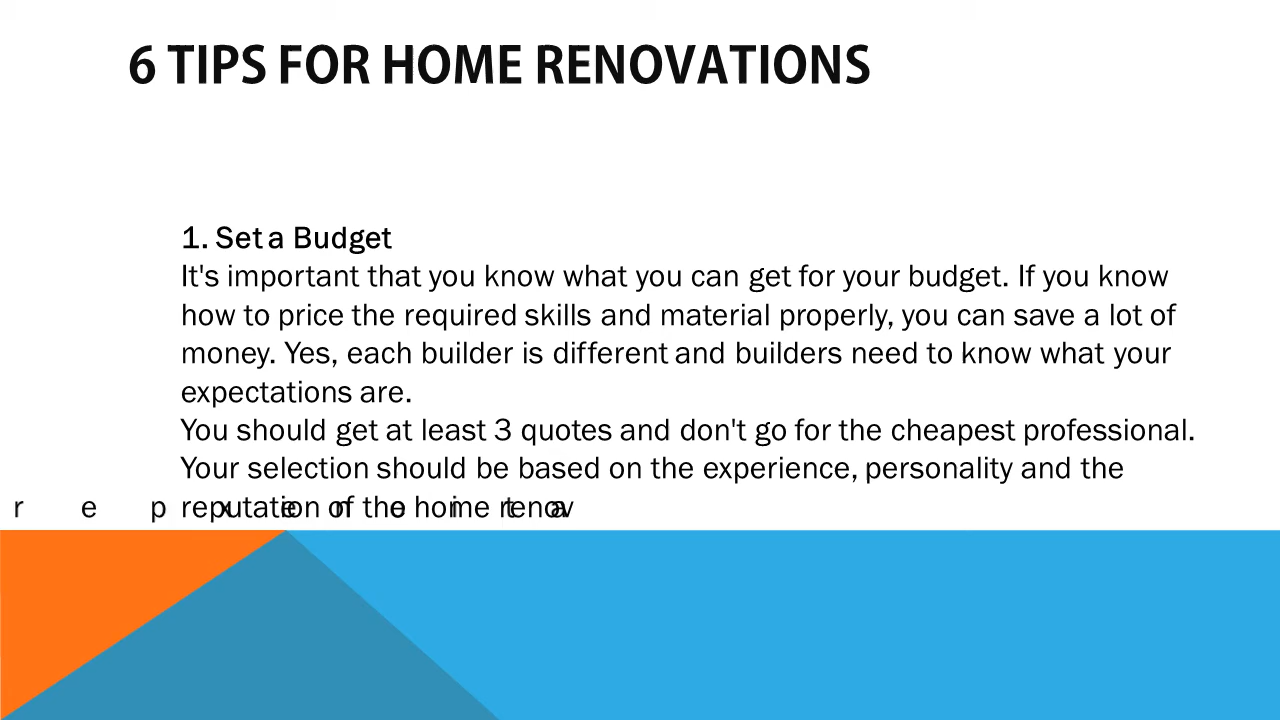 6 TIPS FOR HOME RENOVATIONS
1. Set a Budget
It's important that you know what you can get for your budget. If you know
how to price the required skills and material properly, you can save a lot of
money. Yes, each builder is different and builders need to know what your
expectations are.
You should get at least 3 quotes and don't go for the cheapest professional.
Your selection should be based on the experience, personality and the
reputation of the home renov